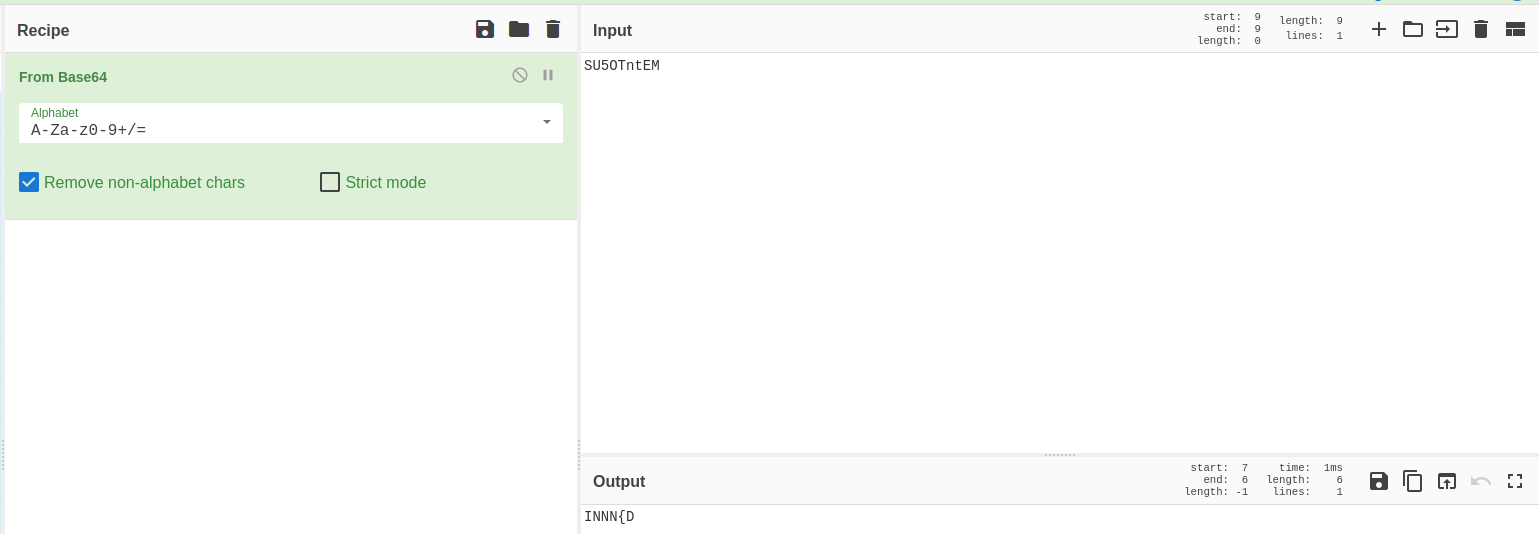 Recipe
From Base64
Alphabet
A-Za-z0-9+/=
Remove non-alphabet chars
Strict mode
Input
start: 9
end: 9
length: 0
length: 9
lines: 1
SU5OTntEM
Output
start: 7
end: 6
length: -1
time: 1ms
length: 6
lines: 1
INNN{D